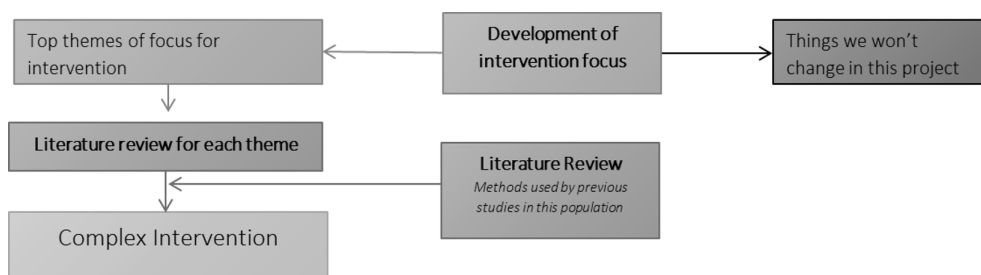 Top themes of focus for
intervention
Development of
intervention focus
Things we won’t
change in this project
Literature review for each theme
Literature Review
Methods used by previous
studies in this population
Complex Intervention